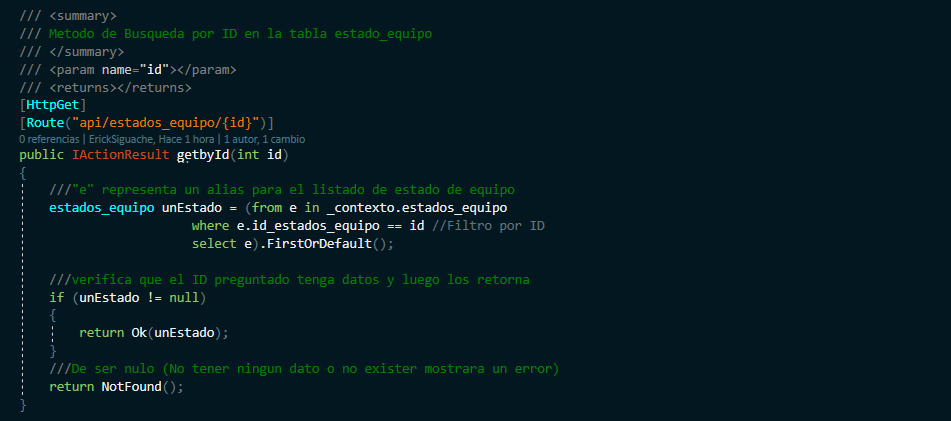 /// <summary>
/// Metodo de Busqueda por ID en la tabla estado_equipo
/// </summary>
/// <param name="id"></param>
/// <returns></returns>
[HttpGet]
[Route("api/estados_equipo/{id}")]
0 referencias | ErickSiguache, Hace 1 hora | 1 autor, 1 cambio
public IActionResult getbyId(int id)
{
    ///"e" representa un alias para el listado de estado de equipo
    estados_equipo unEstado = (from e in _contexto.estados_equipo
                       where e.id_estados_equipo == id //Filtro por ID
                       select e).FirstOrDefault();

    ///verifica que el ID preguntado tenga datos y luego los retorna
    if (unEstado != null)
    {
        return Ok(unEstado);
    }
    ///De ser nulo (No tener ningun dato o no exister mostrara un error)
    return NotFound();
}